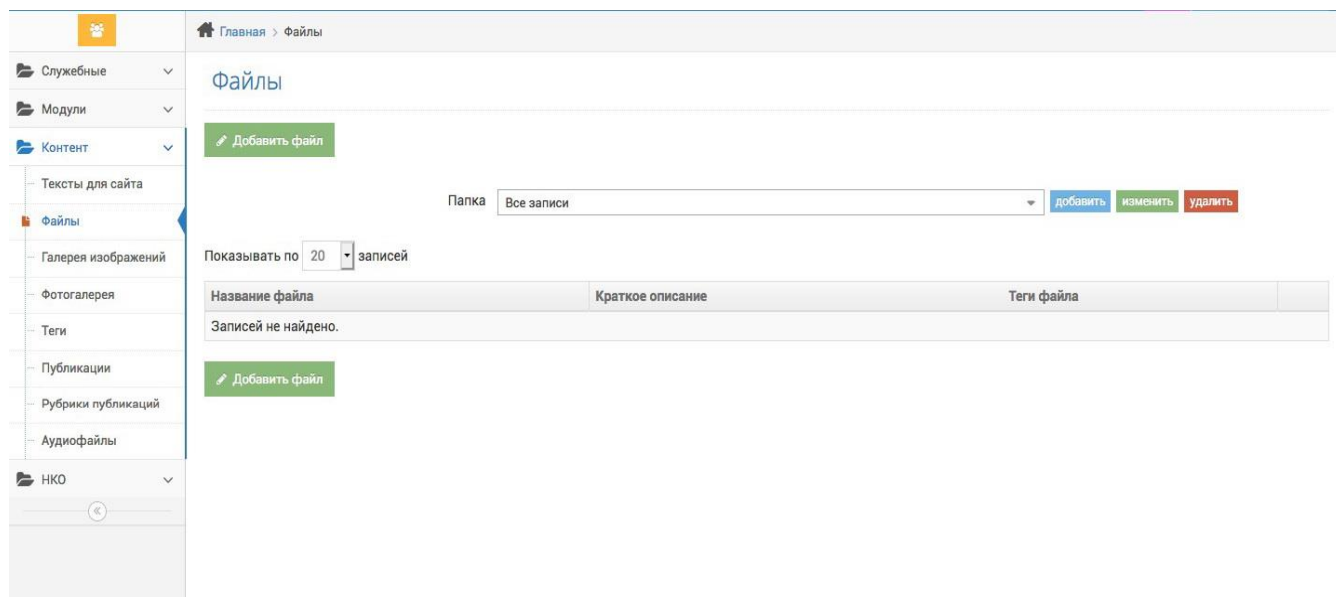 Главная > Файлы
Служебные
Модули
Контент
Тексты для сайта
Файлы
Галерея изображений
Фотогалерея
Теги
Публикации
Рубрики публикаций
Аудиофайлы
НКО
Файлы
Добавить файл
Папка Все записи добавить изменить удалить
Показывать по 20 записей
Название файла Краткое описание Теги файла
Записей не найдено.
Добавить файл